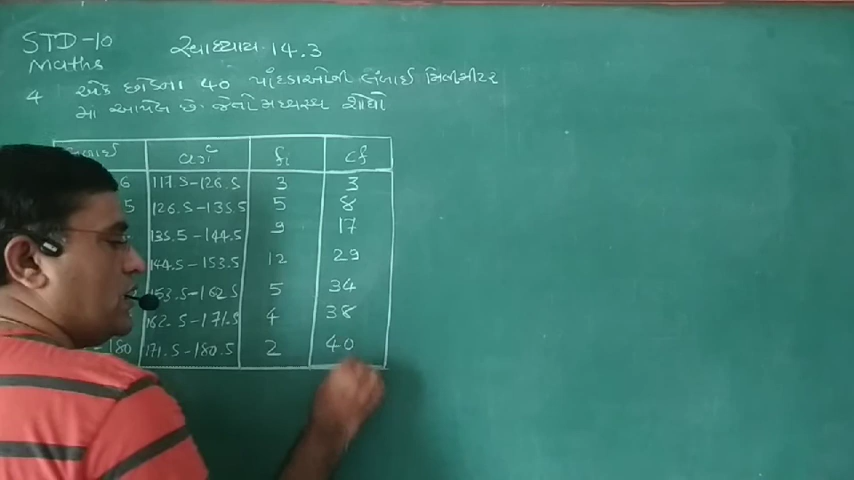 STD-10
સ્વાધ્યાય 14.3
Maths
4 એક છોડના 40 પાંદડાઓની લંબાઈ મિલીમીટર
માં આપેલ છે. જેનો મધ્યસ્થ શોધો
વર્ગ fi cf
6 117.5-126.5 3 3
5 126.5-135.5 5 8
135.5-144.5 9 17
144.5-153.5 12 29
153.5-162.5 5 34
162.5-171.5 4 38
-180 171.5-180.5 2 40